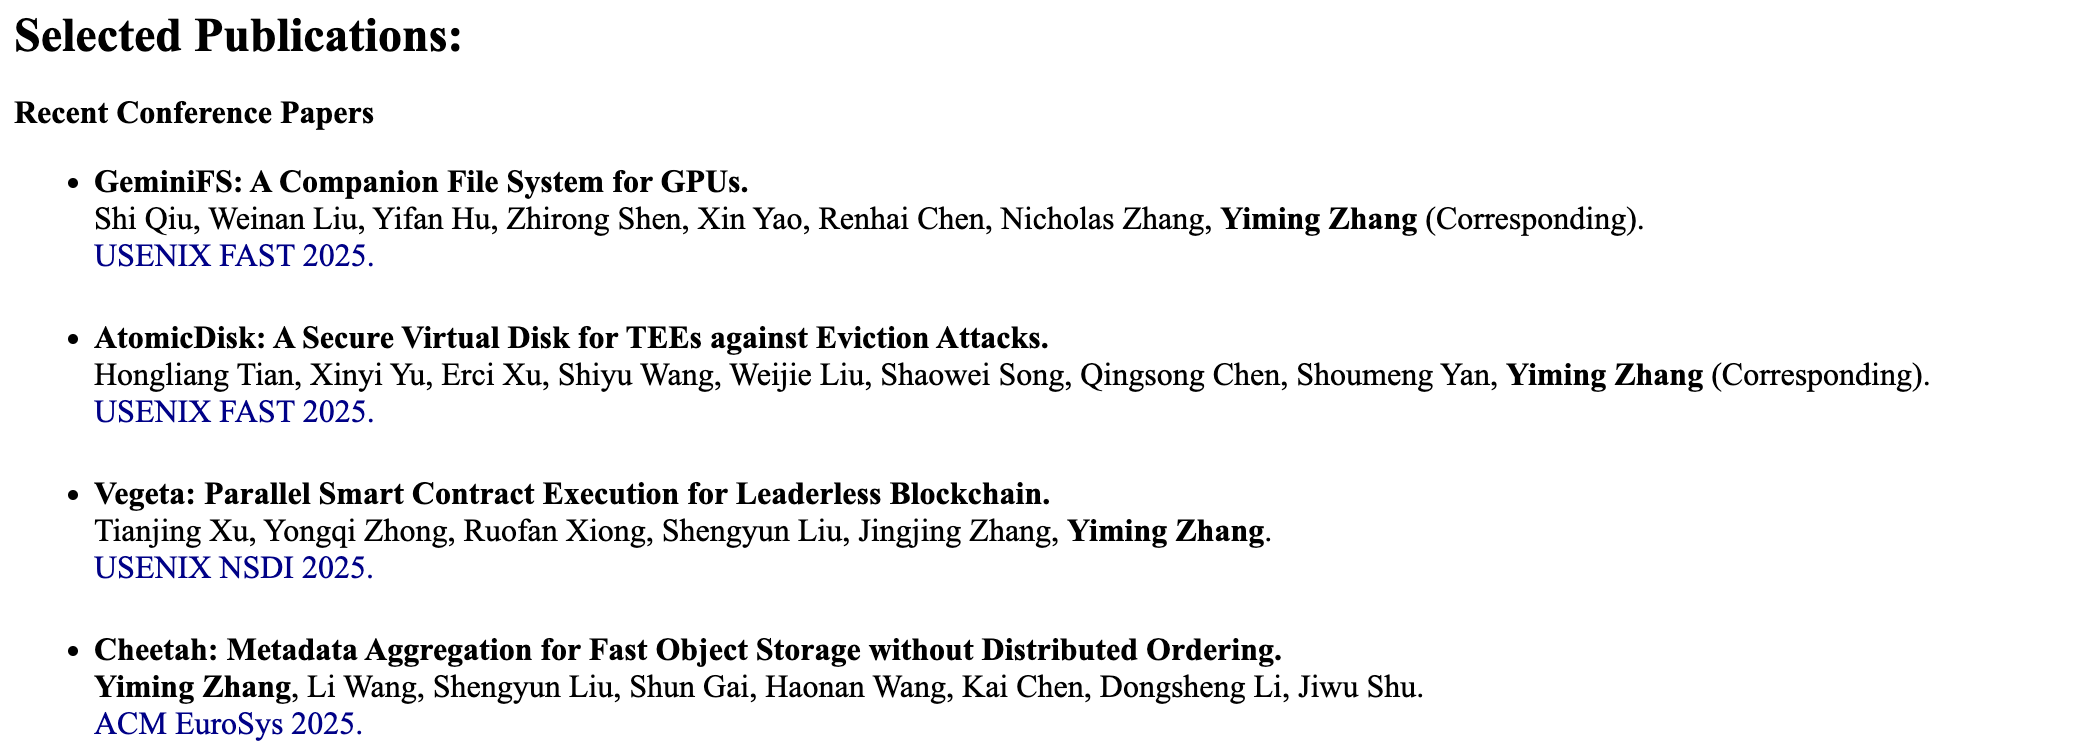 Selected Publications:
Recent Conference Papers
• GeminiFS: A Companion File System for GPUs.
Shi Qiu, Weinan Liu, Yifan Hu, Zhirong Shen, Xin Yao, Renhai Chen, Nicholas Zhang, Yiming Zhang (Corresponding).
USENIX FAST 2025.
• AtomicDisk: A Secure Virtual Disk for TEEs against Eviction Attacks.
Hongliang Tian, Xinyi Yu, Erci Xu, Shiyu Wang, Weijie Liu, Shaowei Song, Qingsong Chen, Shoumeng Yan, Yiming Zhang (Corresponding).
USENIX FAST 2025.
• Vegeta: Parallel Smart Contract Execution for Leaderless Blockchain.
Tianjing Xu, Yongqi Zhong, Ruofan Xiong, Shengyun Liu, Jingjing Zhang, Yiming Zhang.
USENIX NSDI 2025.
• Cheetah: Metadata Aggregation for Fast Object Storage without Distributed Ordering.
Yiming Zhang, Li Wang, Shengyun Liu, Shun Gai, Haonan Wang, Kai Chen, Dongsheng Li, Jiwu Shu.
ACM EuroSys 2025.